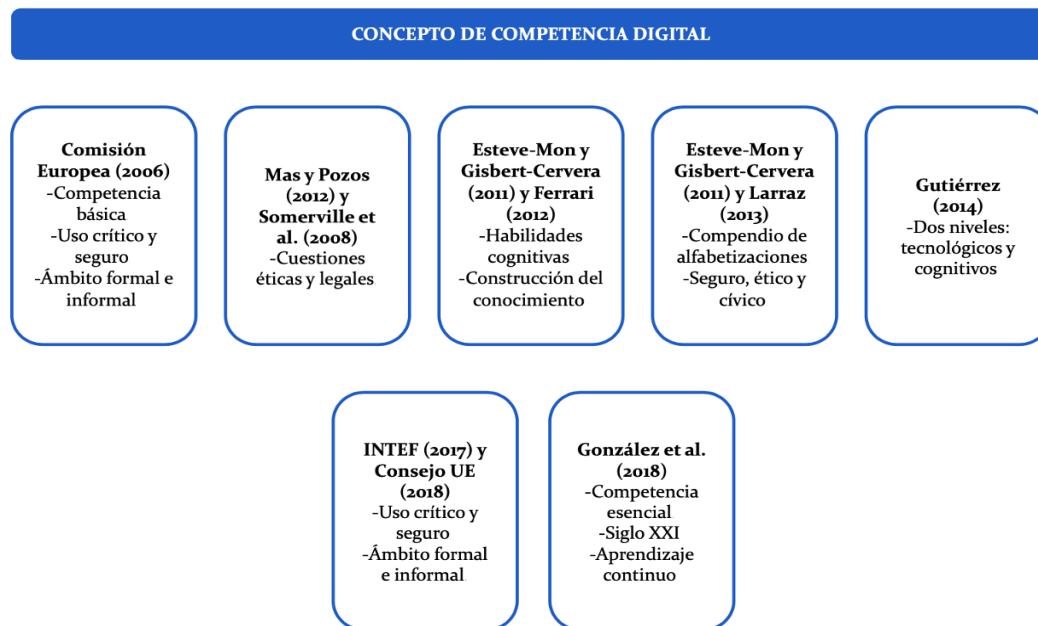 CONCEPTO DE COMPETENCIA DIGITAL
Comisión
Europea (2006)
-Competencia
básica
-Uso crítico y
seguro
-Ámbito formal e
informal
Mas y Pozos
(2012) y
Somerville et
al. (2008)
-Cuestiones
éticas y legales
Esteve-Mon y
Gisbert-Cervera
(2011) y Ferrari
(2012)
-Habilidades
cognitivas
-Construcción del
conocimiento
Esteve-Mon y
Gisbert-Cervera
(2011) y Larraz
(2013)
-Compendio de
alfabetizaciones
-Seguro, ético y
cívico
Gutiérrez
(2014)
-Dos niveles:
tecnológicos y
cognitivos
INTEF (2017) y
Consejo UE
(2018)
-Uso crítico y
seguro
-Ámbito formal
e informal
González et al.
(2018)
-Competencia
esencial
-Siglo XXI
-Aprendizaje
continuo